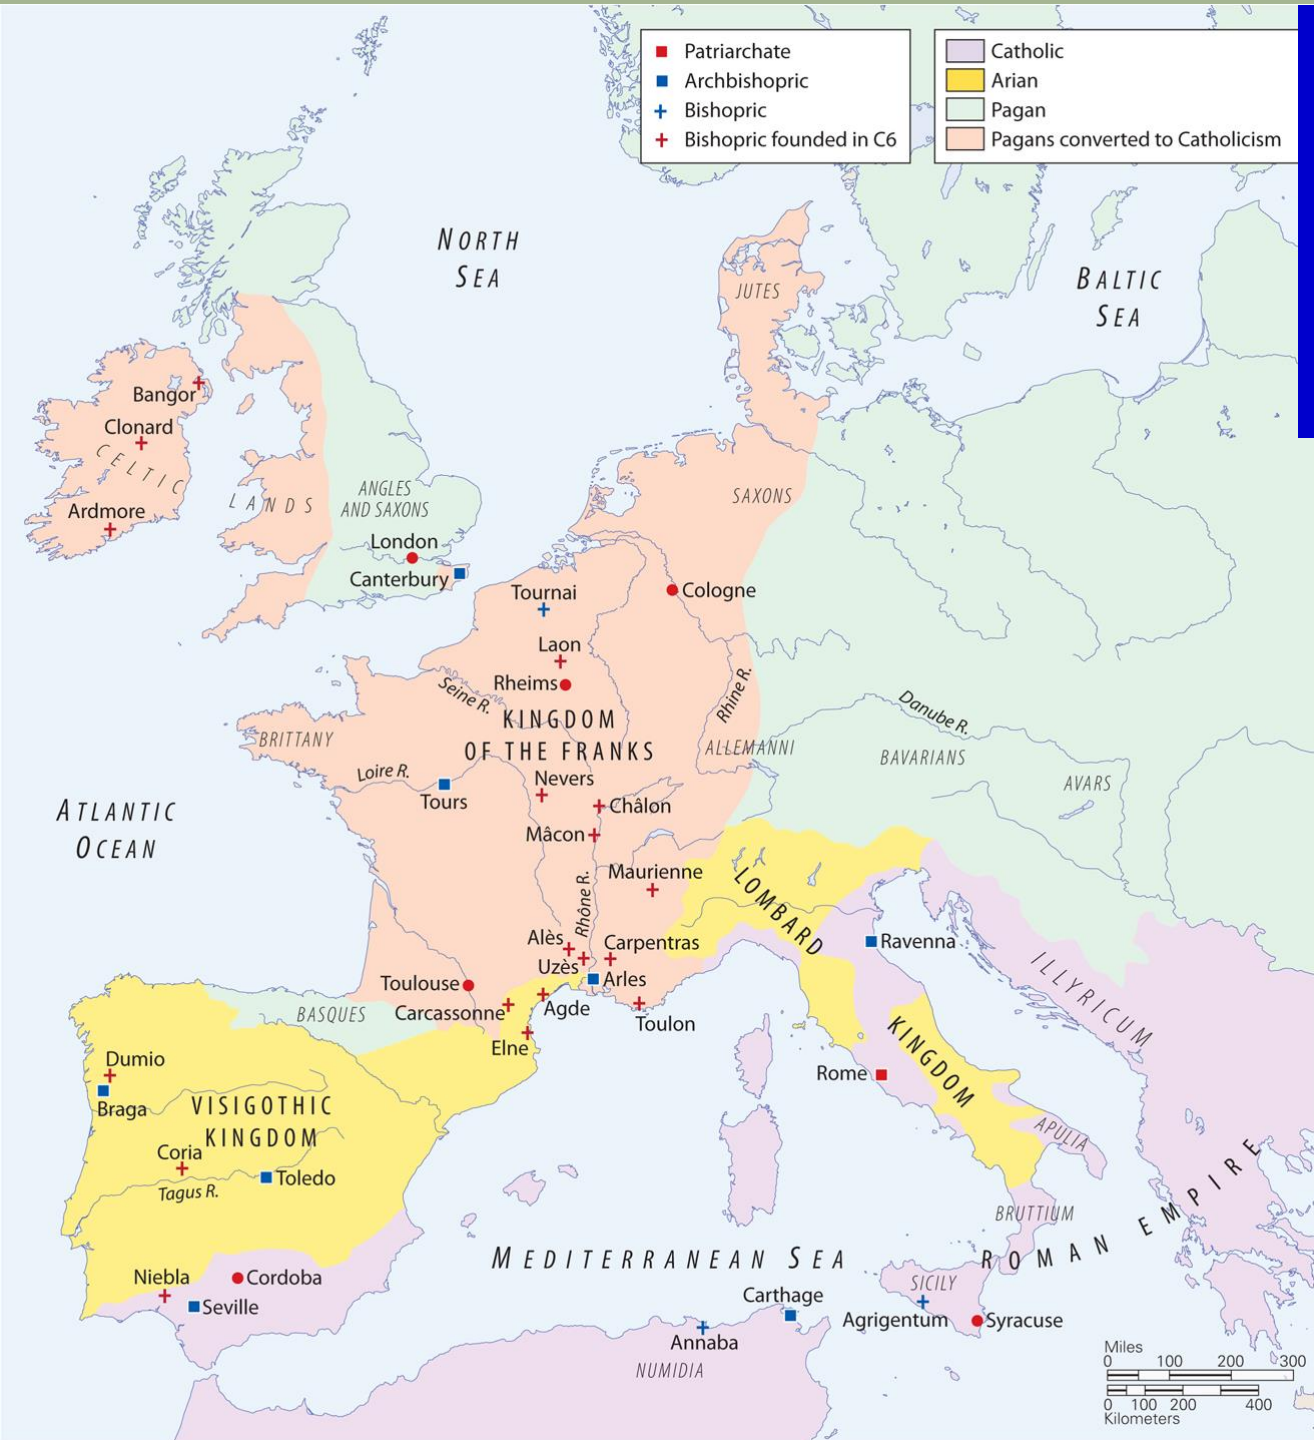 Patriarchate
Archbishopric
Bishopric
Bishopric founded in C6
Catholic
Arian
Pagan
Pagans converted to Catholicism
NORTH
SEA
BALTIC
SEA
JUTES
Bangor
Clonard
CELTIC
LANDS
Ardmore
ANGLES
AND SAXONS
London
Canterbury
SAXONS
Cologne
Tournai
Laon
Rheims
Seine R.
KINGDOM
OF THE FRANKS
Rhine R.
ALLEMANNI
Danube R.
BAVARIANS
AVARS
BRITTANY
Loire R.
Tours
Nevers
Châlon
Mâcon
ATLANTIC
OCEAN
Maurienne
Rhône R.
LOMBARD
KINGDOM
Alès
Uzès
Carpentras
Arles
Ravenna
ILLYRICUM
Toulouse
Carcassonne
Agde
Toulon
Elne
BASQUES
Dumio
Braga
VISIGOTHIC
KINGDOM
Coria
Toledo
Tagus R.
Rome
APULIA
BRUTTIUM
ROMAN EMPIRE
MEDITERRANEAN SEA
Niebla
Cordoba
Seville
Carthage
Annaba
NUMIDIA
SICILY
Agrigentum
Syracuse
Miles
0 100 200 300
0 100 200 400
Kilometers